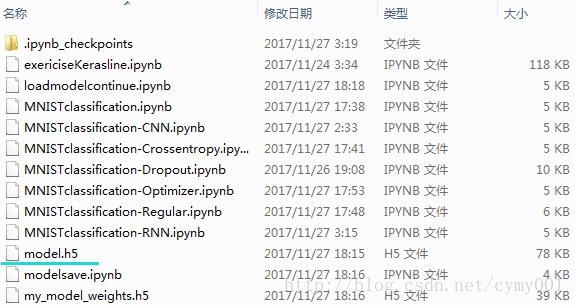 名称 修改日期 类型 大小
.ipynb_checkpoints 2017/11/27 3:19 文件夹
exericiseKerasline.ipynb 2017/11/24 3:34 IPYNB 文件 118 KB
loadmodelcontinue.ipynb 2017/11/27 18:18 IPYNB 文件 5 KB
MNISTclassification.ipynb 2017/11/27 17:38 IPYNB 文件 5 KB
MNISTclassification-CNN.ipynb 2017/11/27 2:33 IPYNB 文件 5 KB
MNISTclassification-Crossentropy.ipy... 2017/11/27 17:41 IPYNB 文件 5 KB
MNISTclassification-Dropout.ipynb 2017/11/26 19:08 IPYNB 文件 10 KB
MNISTclassification-Optimizer.ipynb 2017/11/27 17:53 IPYNB 文件 5 KB
MNISTclassification-Regular.ipynb 2017/11/27 17:48 IPYNB 文件 6 KB
MNISTclassification-RNN.ipynb 2017/11/27 3:15 IPYNB 文件 5 KB
model.h5 2017/11/27 18:15 H5 文件 78 KB
modelsave.ipynb 2017/11/27 18:16 IPYNB 文件 4 KB
my_model_weights.h5 2017/11/27 18:16 H5 文件 39 KB
http://blog.csdn.net/cymy001